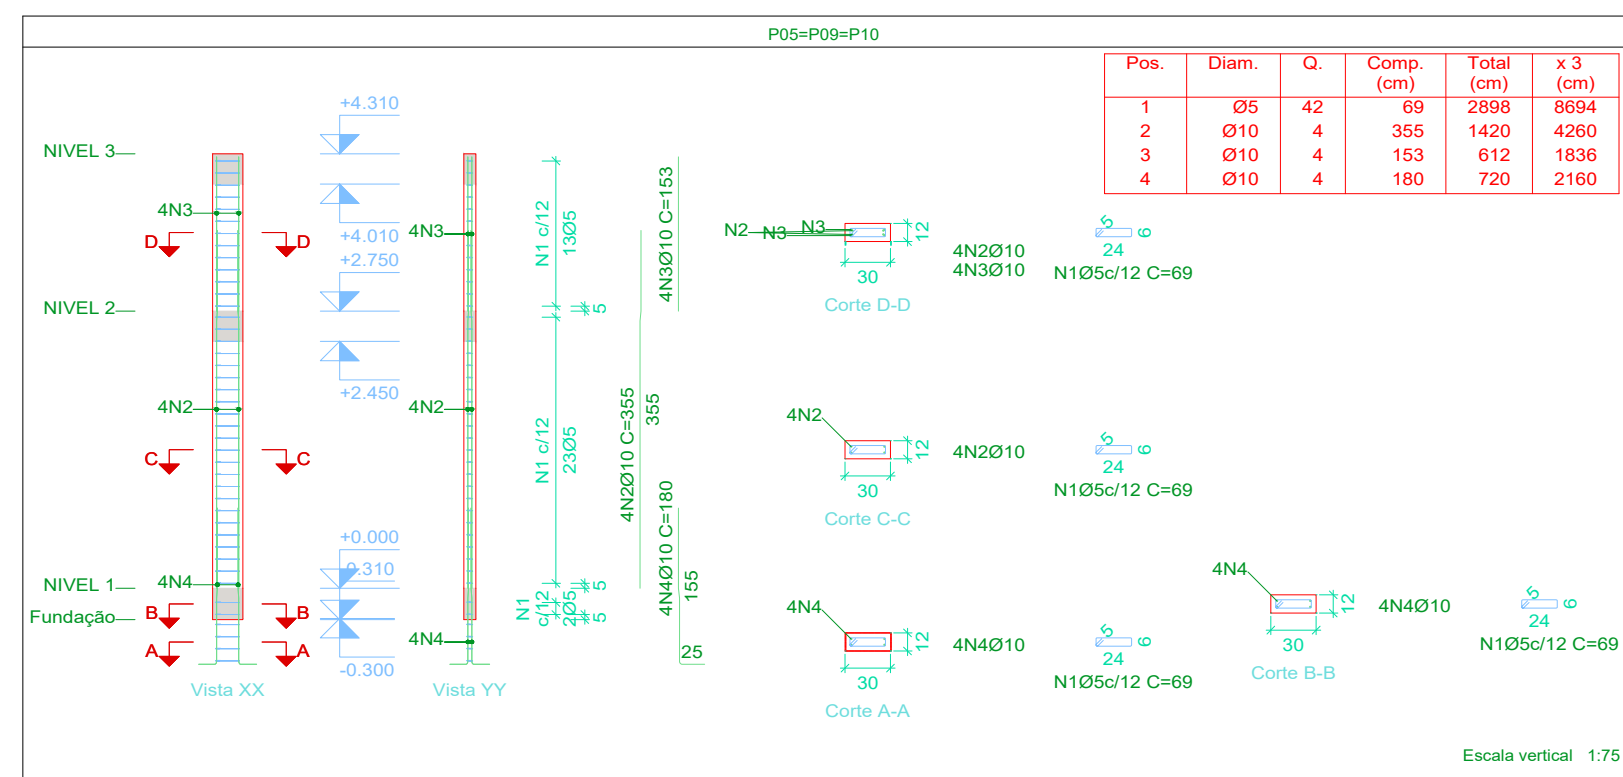 P05=P09=P10
Pos. Diam. Q. Comp. (cm) Total (cm) x 3 (cm)
1 Ø5 42 69 2898 8694
2 Ø10 4 355 1420 4260
3 Ø10 4 153 612 1836
4 Ø10 4 180 720 2160
NIVEL 3
4N3
D D
NIVEL 2
4N2
C C
NIVEL 1
4N4
Fundação
B B
A A
Vista XX
+4.310
+4.010
+2.750
+2.450
+0.000
-0.300
4N3
4N2
4N4
Vista YY
N1 c/12
13Ø5
5
N1 c/12
23Ø5
5
N1
c/12
2Ø5
5
4N3Ø10 C=153
4N2Ø10 C=355
355
4N4Ø10 C=180
155
25
N2 N3 N3
12
30
Corte D-D
4N2Ø10
4N3Ø10
5
6
24
N1Ø5c/12 C=69
4N2
12
30
Corte C-C
4N2Ø10
5
6
24
N1Ø5c/12 C=69
4N4
12
30
Corte A-A
4N4Ø10
5
6
24
N1Ø5c/12 C=69
4N4
12
30
Corte B-B
4N4Ø10
5
6
24
N1Ø5c/12 C=69
Escala vertical 1:75